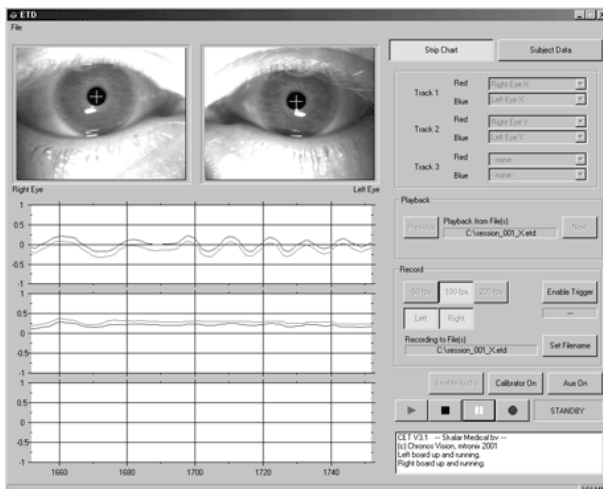 ETD
File
Strip Chart
Subject Data
Right Eye
Left Eye
Track 1
Red
Right Eye X
Blue
Left Eye X
Track 2
Red
Right Eye Y
Blue
Left Eye Y
Track 3
Red
- none -
Blue
- none -
Playback
Previous
Playback from File(s)
C:\session_001_X.etd
Next
Record
50 fps
100 fps
200 fps
Enable Trigger
Left
Right
---
Recording to File(s)
C:\session_001_X.etd
Set Filename
Enable Audio
Calibrator On
Aux On
STANDBY
CET V3.1 -- Skalar Medical bv --
(c) Chronos Vision, mtronix 2001
Left board up and running.
Right board up and running.
1
0.5
0
-0.5
-1
1
0.5
0
-0.5
-1
1
0.5
0
-0.5
-1
1660
1680
1700
1720
1740